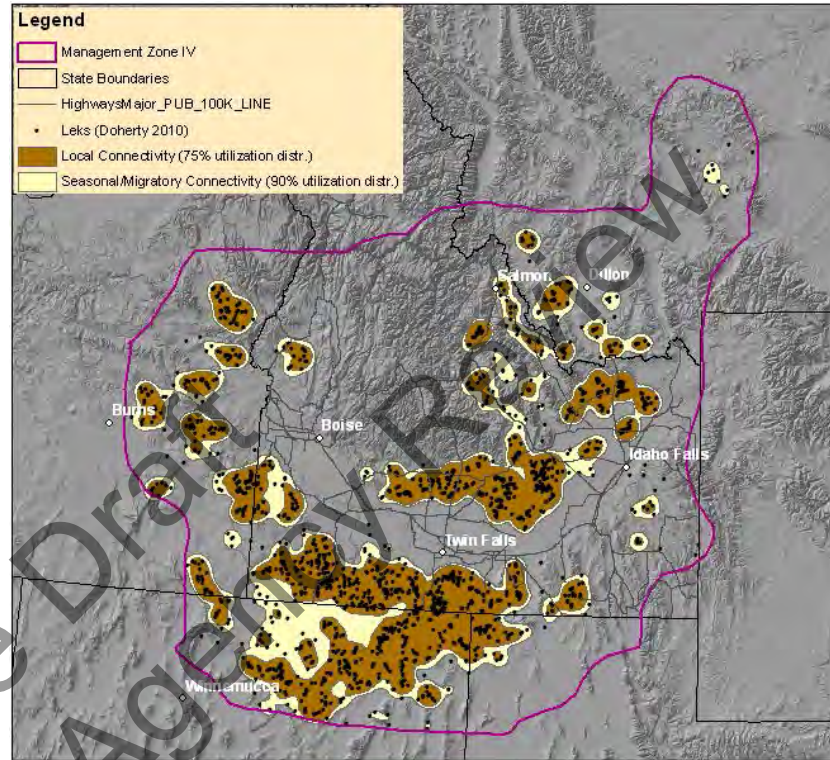 Legend
Management Zone IV
State Boundaries
HighwaysMajor_PUB_100K_LINE
Leks (Doherty 2010)
Local Connectivity (75% utilization distr.)
Seasonal/Migratory Connectivity (90% utilization distr.)
Salmon
Dillon
Burns
Boise
Idaho Falls
Twin Falls
Winnemucca
Draft
Agency Review